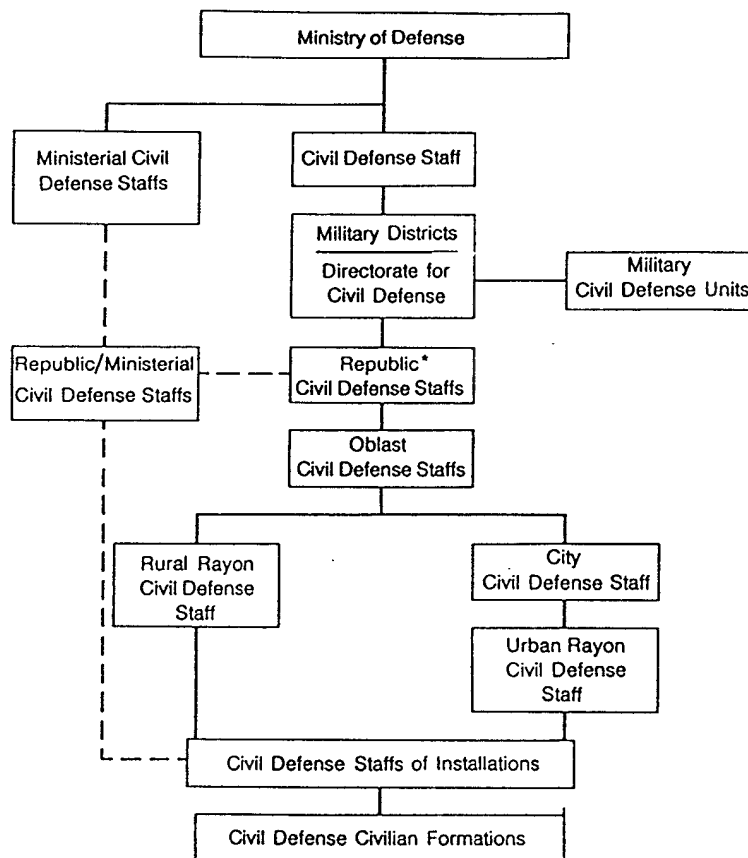 Ministry of Defense
Ministerial Civil
Defense Staffs
Civil Defense Staff
Military Districts
Directorate for
Civil Defense
Military
Civil Defense Units
Republic/Ministerial
Civil Defense Staffs
Republic*
Civil Defense Staffs
Oblast
Civil Defense Staffs
Rural Rayon
Civil Defense
Staff
City
Civil Defense Staff
Urban Rayon
Civil Defense
Staff
Civil Defense Staffs of Installations
Civil Defense Civilian Formations